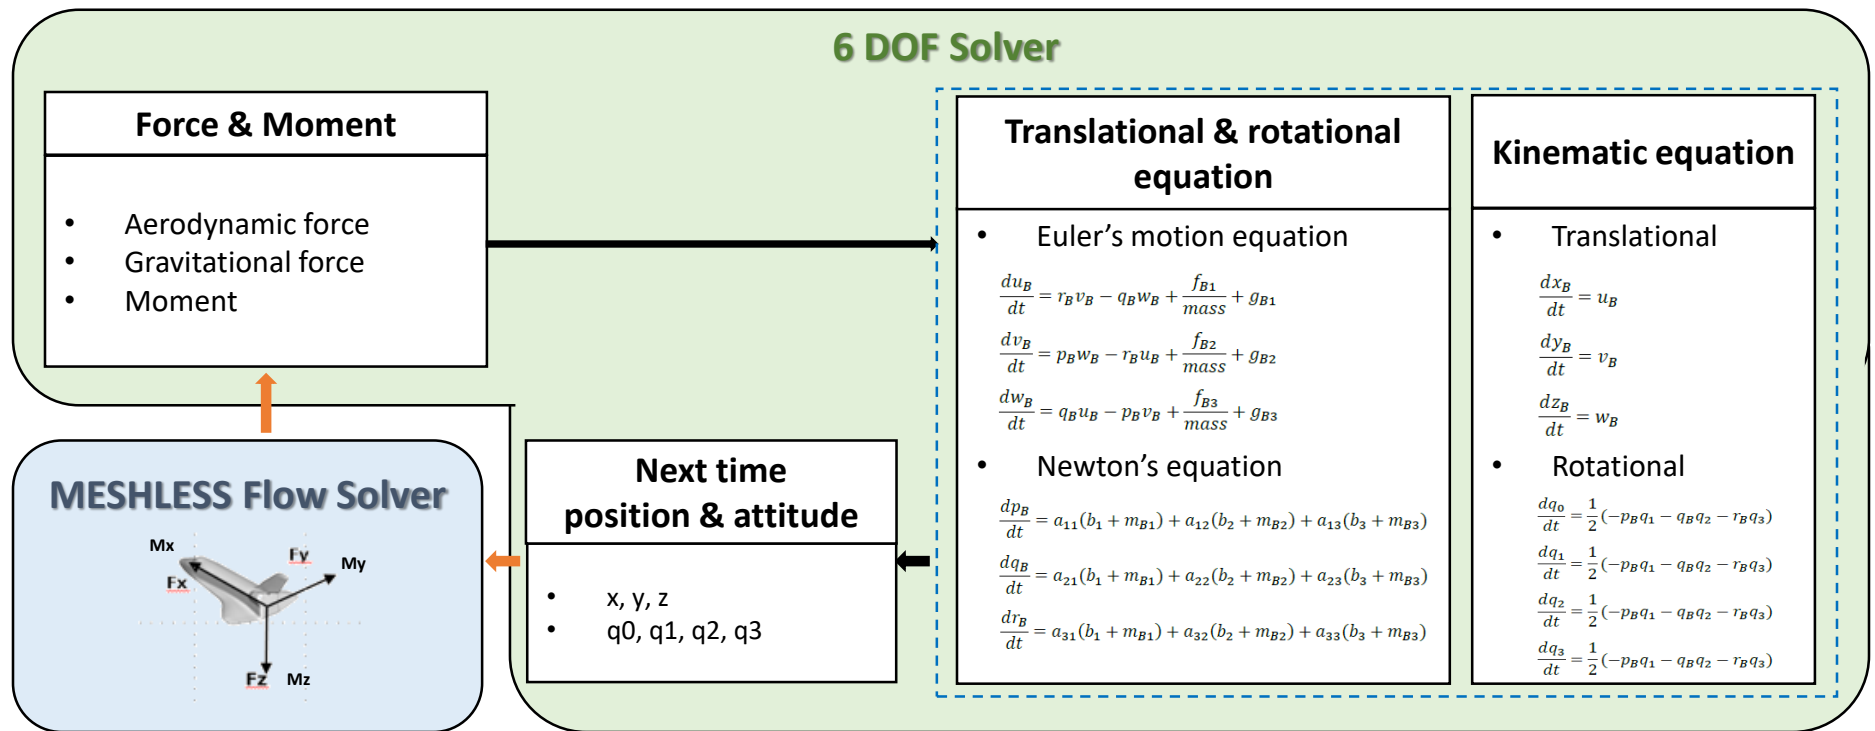 6 DOF Solver
Force & Moment
• Aerodynamic force
• Gravitational force
• Moment
Translational & rotational
equation
• Euler's motion equation
du_B/dt = r_B v_B − q_B w_B + f_B1/mass + g_B1
dv_B/dt = p_B w_B − r_B u_B + f_B2/mass + g_B2
dw_B/dt = q_B u_B − p_B v_B + f_B3/mass + g_B3
• Newton's equation
dp_B/dt = a_11(b_1 + m_B1) + a_12(b_2 + m_B2) + a_13(b_3 + m_B3)
dq_B/dt = a_21(b_1 + m_B1) + a_22(b_2 + m_B2) + a_23(b_3 + m_B3)
dr_B/dt = a_31(b_1 + m_B1) + a_32(b_2 + m_B2) + a_33(b_3 + m_B3)
Kinematic equation
• Translational
dx_B/dt = u_B
dy_B/dt = v_B
dz_B/dt = w_B
• Rotational
dq_0/dt = 1/2(−p_B q_1 − q_B q_2 − r_B q_3)
dq_1/dt = 1/2(−p_B q_1 − q_B q_2 − r_B q_3)
dq_2/dt = 1/2(−p_B q_1 − q_B q_2 − r_B q_3)
dq_3/dt = 1/2(−p_B q_1 − q_B q_2 − r_B q_3)
Next time
position & attitude
• x, y, z
• q0, q1, q2, q3
MESHLESS Flow Solver
Mx
Fy
My
Fx
Fz
Mz